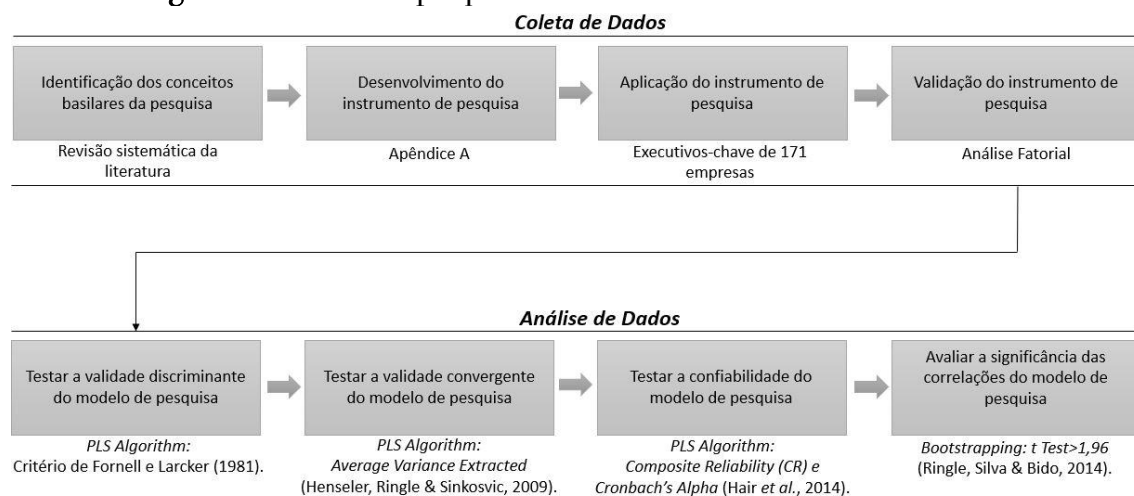 Coleta de Dados
Identificação dos conceitos
basilares da pesquisa
Revisão sistemática da
literatura
Desenvolvimento do
instrumento de pesquisa
Apêndice A
Aplicação do instrumento de
pesquisa
Executivos-chave de 171
empresas
Validação do instrumento de
pesquisa
Análise Fatorial
Análise de Dados
Testar a validade discriminante
do modelo de pesquisa
PLS Algorithm:
Critério de Fornell e Larcker (1981).
Testar a validade convergente
do modelo de pesquisa
PLS Algorithm:
Average Variance Extracted
(Henseler, Ringle & Sinkosvic, 2009).
Testar a confiabilidade do
modelo de pesquisa
PLS Algorithm:
Composite Reliability (CR) e
Cronbach's Alpha (Hair et al., 2014).
Avaliar a significância das
correlações do modelo de
pesquisa
Bootstrapping: t Test>1,96
(Ringle, Silva & Bido, 2014).